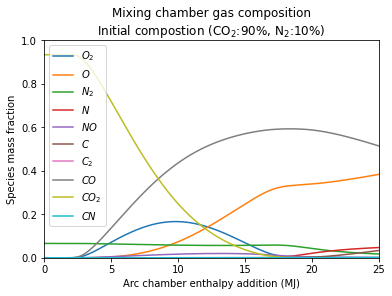 Mixing chamber gas composition
Initial compostion (CO₂:90%, N₂:10%)
Species mass fraction
1.0
0.8
0.6
0.4
0.2
0.0
O₂
O
N₂
N
NO
C
C₂
CO
CO₂
CN
0 5 10 15 20 25
Arc chamber enthalpy addition (MJ)